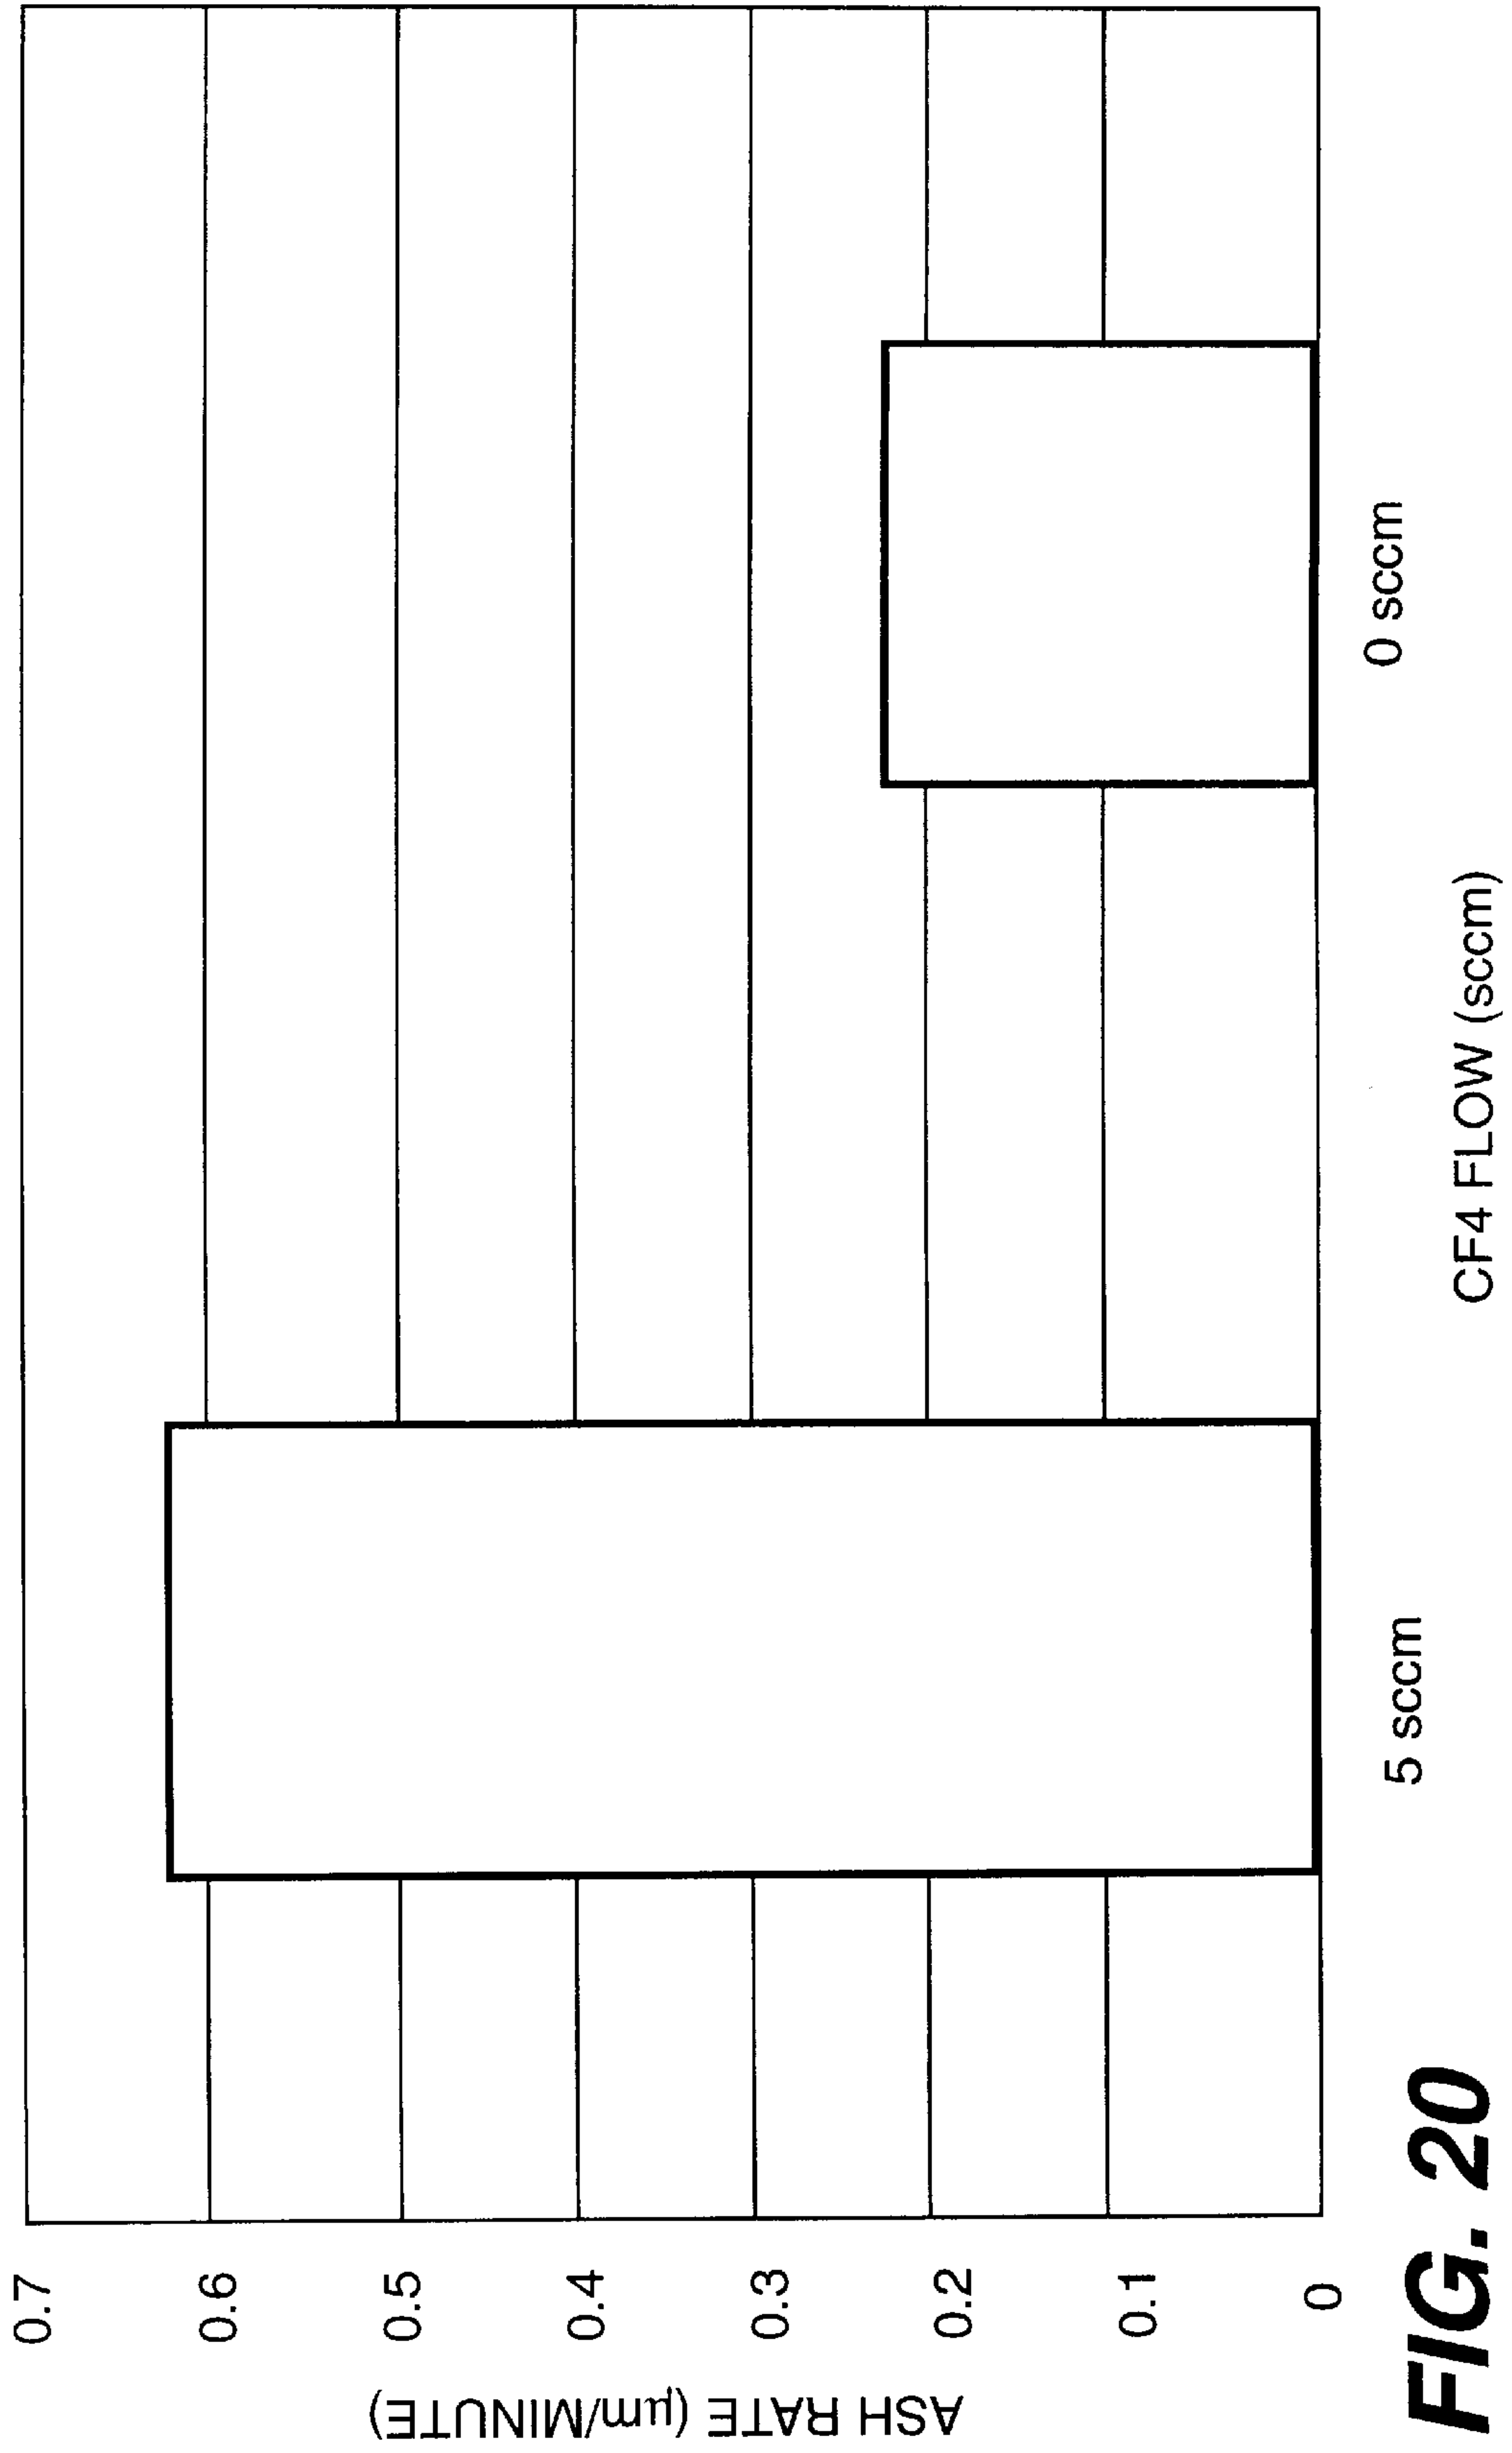 ASH RATE (µm/MINUTE)
0.7
0.6
0.5
0.4
0.3
0.2
0.1
0
5 sccm
0 sccm
CF4 FLOW (sccm)
FIG. 20